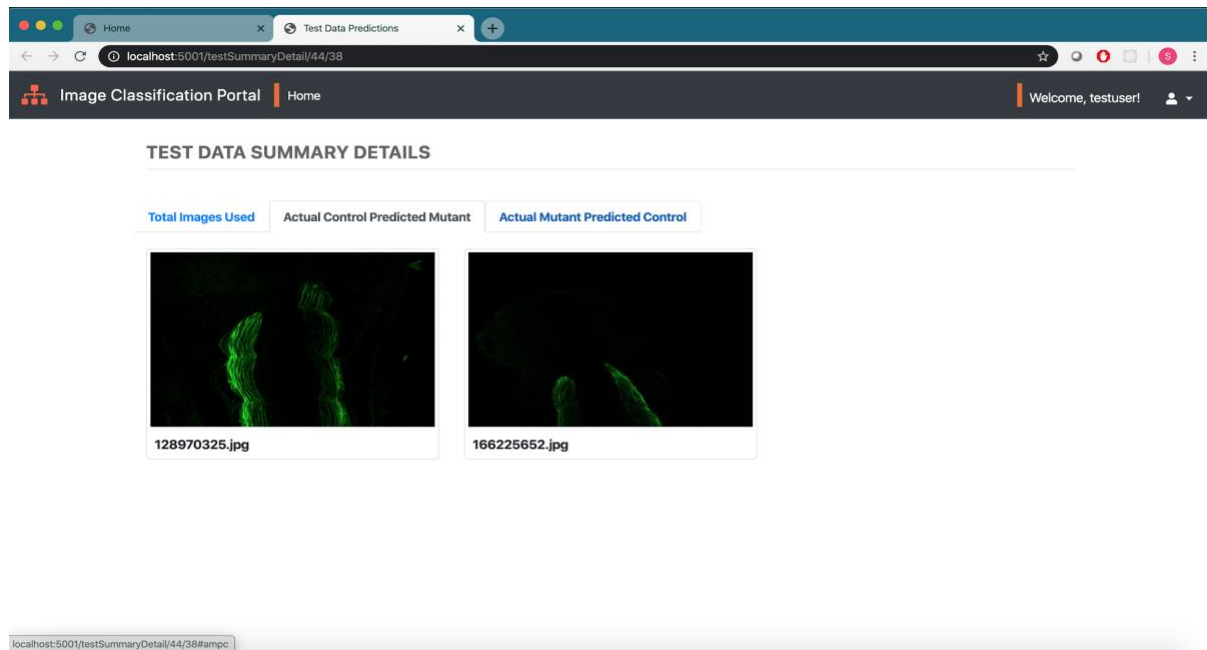 Home
Test Data Predictions
localhost:5001/testSummaryDetail/44/38
S
Image Classification Portal
Home
Welcome, testuser!
TEST DATA SUMMARY DETAILS
Total Images Used
Actual Control Predicted Mutant
Actual Mutant Predicted Control
128970325.jpg
166225652.jpg
localhost:5001/testSummaryDetail/44/38#ampc